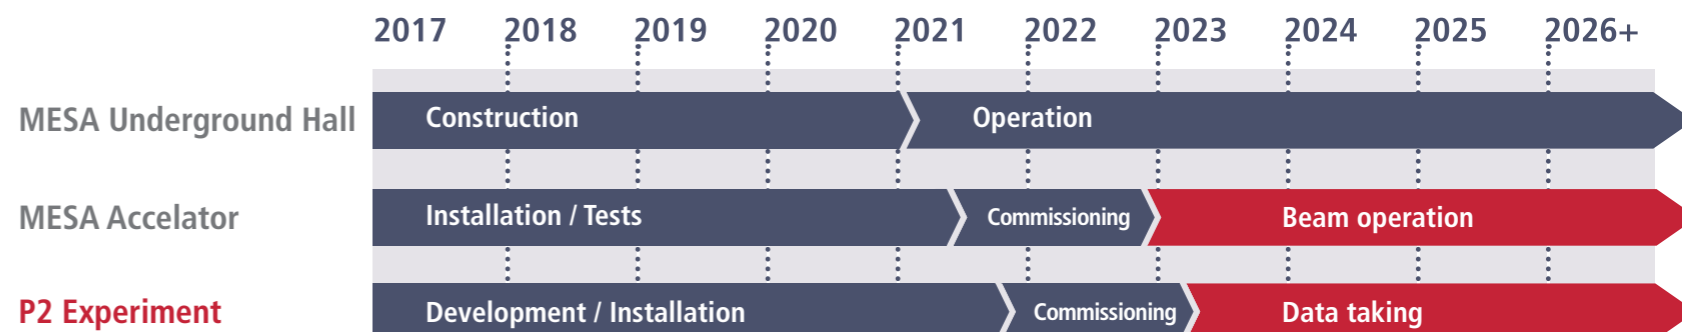 2017 2018 2019 2020 2021 2022 2023 2024 2025 2026+
MESA Underground Hall Construction Operation
MESA Accelator Installation / Tests Commissioning Beam operation
P2 Experiment Development / Installation Commissioning Data taking